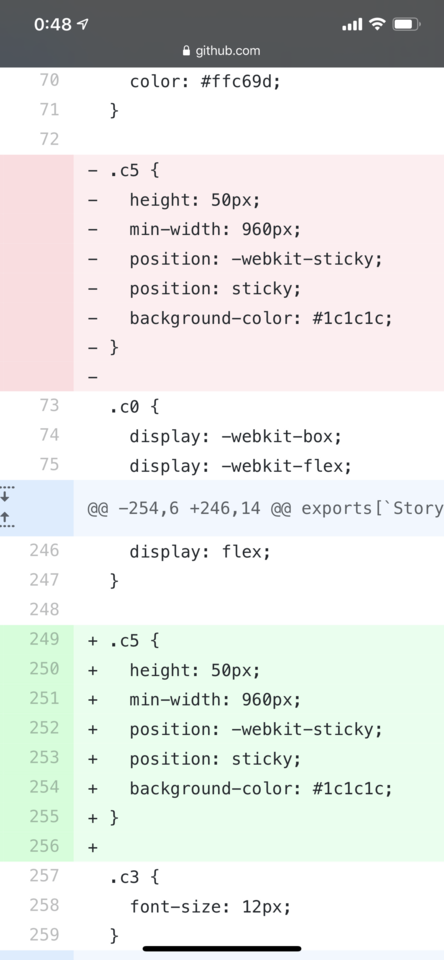 0:48
github.com
70 color: #ffc69d;
71 }
72
- .c5 {
- height: 50px;
- min-width: 960px;
- position: -webkit-sticky;
- position: sticky;
- background-color: #1c1c1c;
- }
-
73 .c0 {
74 display: -webkit-box;
75 display: -webkit-flex;
@@ -254,6 +246,14 @@ exports[`Story
246 display: flex;
247 }
248
249 + .c5 {
250 + height: 50px;
251 + min-width: 960px;
252 + position: -webkit-sticky;
253 + position: sticky;
254 + background-color: #1c1c1c;
255 + }
256 +
257 .c3 {
258 font-size: 12px;
259 }